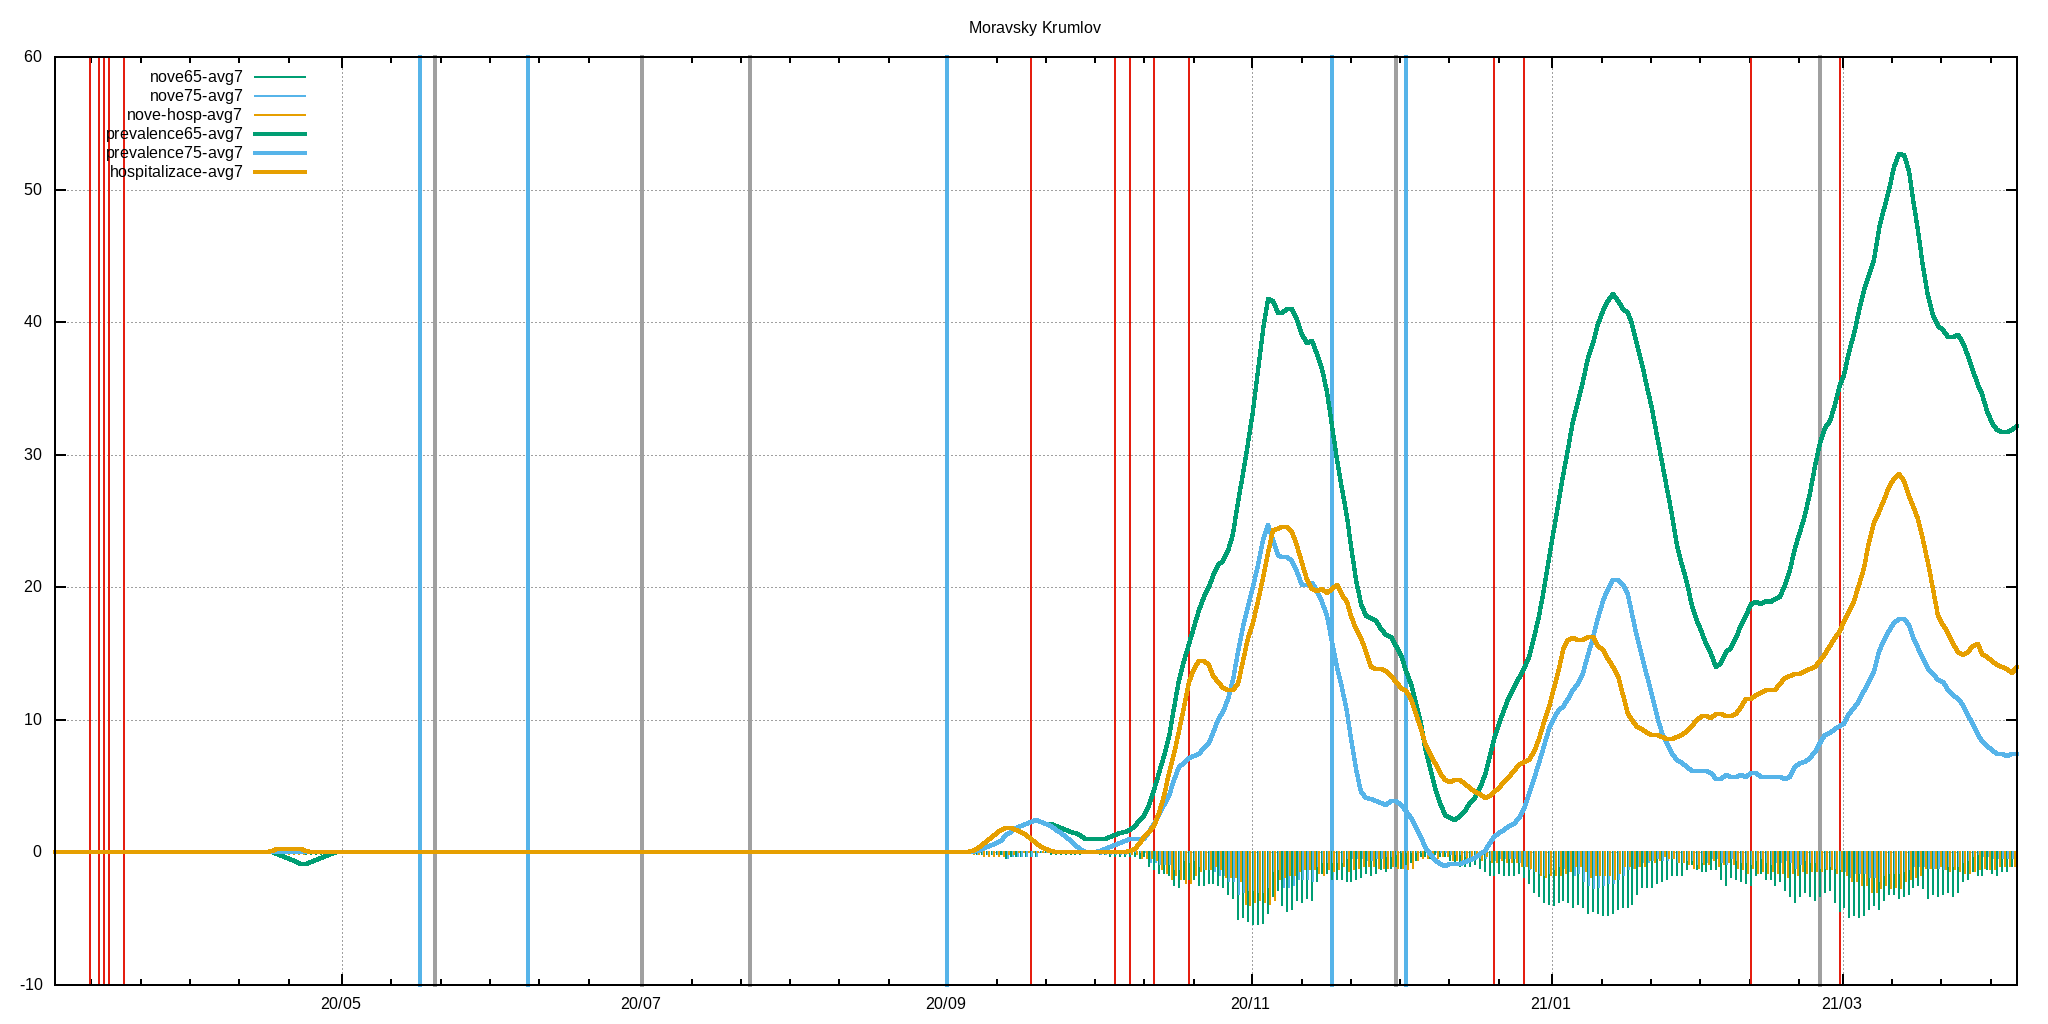 Moravsky Krumlov
60
nove65-avg7
nove75-avg7
nove-hosp-avg7
prevalence65-avg7
prevalence75-avg7
hospitalizace-avg7
50
40
30
20
10
0
-10
20/05 20/07 20/09 20/11 21/01 21/03